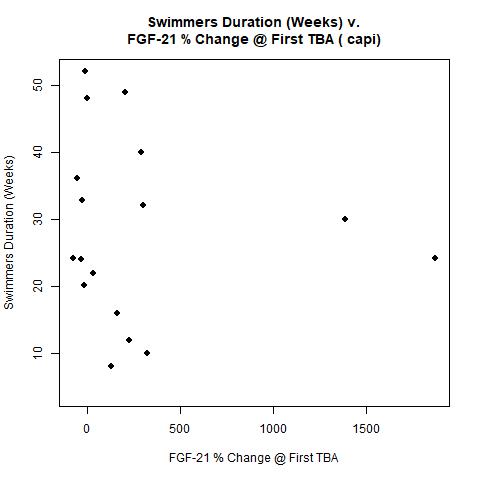 Swimmers Duration (Weeks) v.
FGF-21 % Change @ First TBA ( capi)
Swimmers Duration (Weeks)
50
40
30
20
10
0 500 1000 1500
FGF-21 % Change @ First TBA